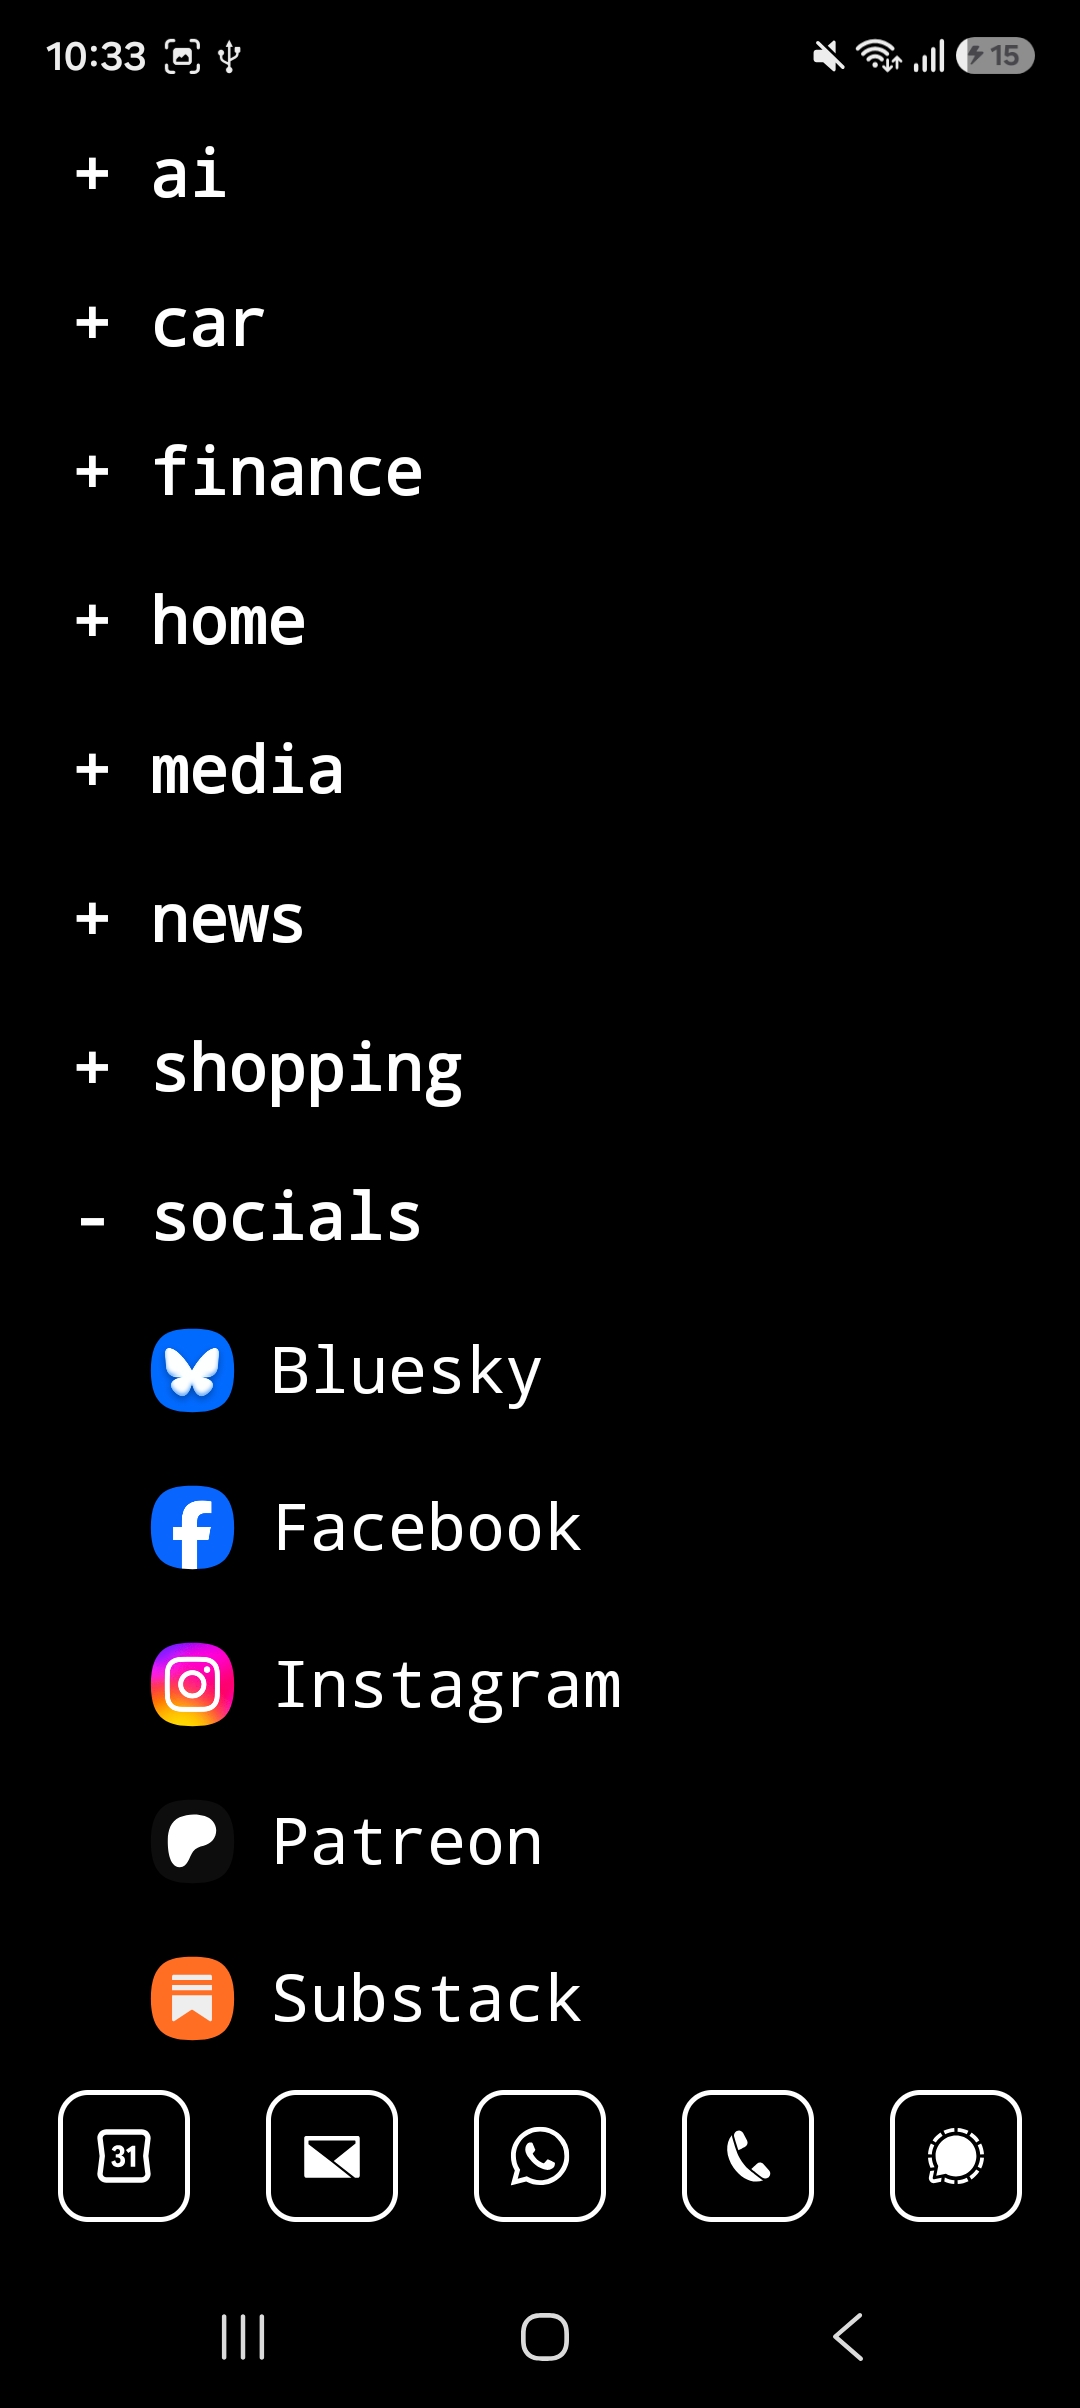 10:33 15
+ ai
+ car
+ finance
+ home
+ media
+ news
+ shopping
- socials
Bluesky
Facebook
Instagram
Patreon
Substack
31